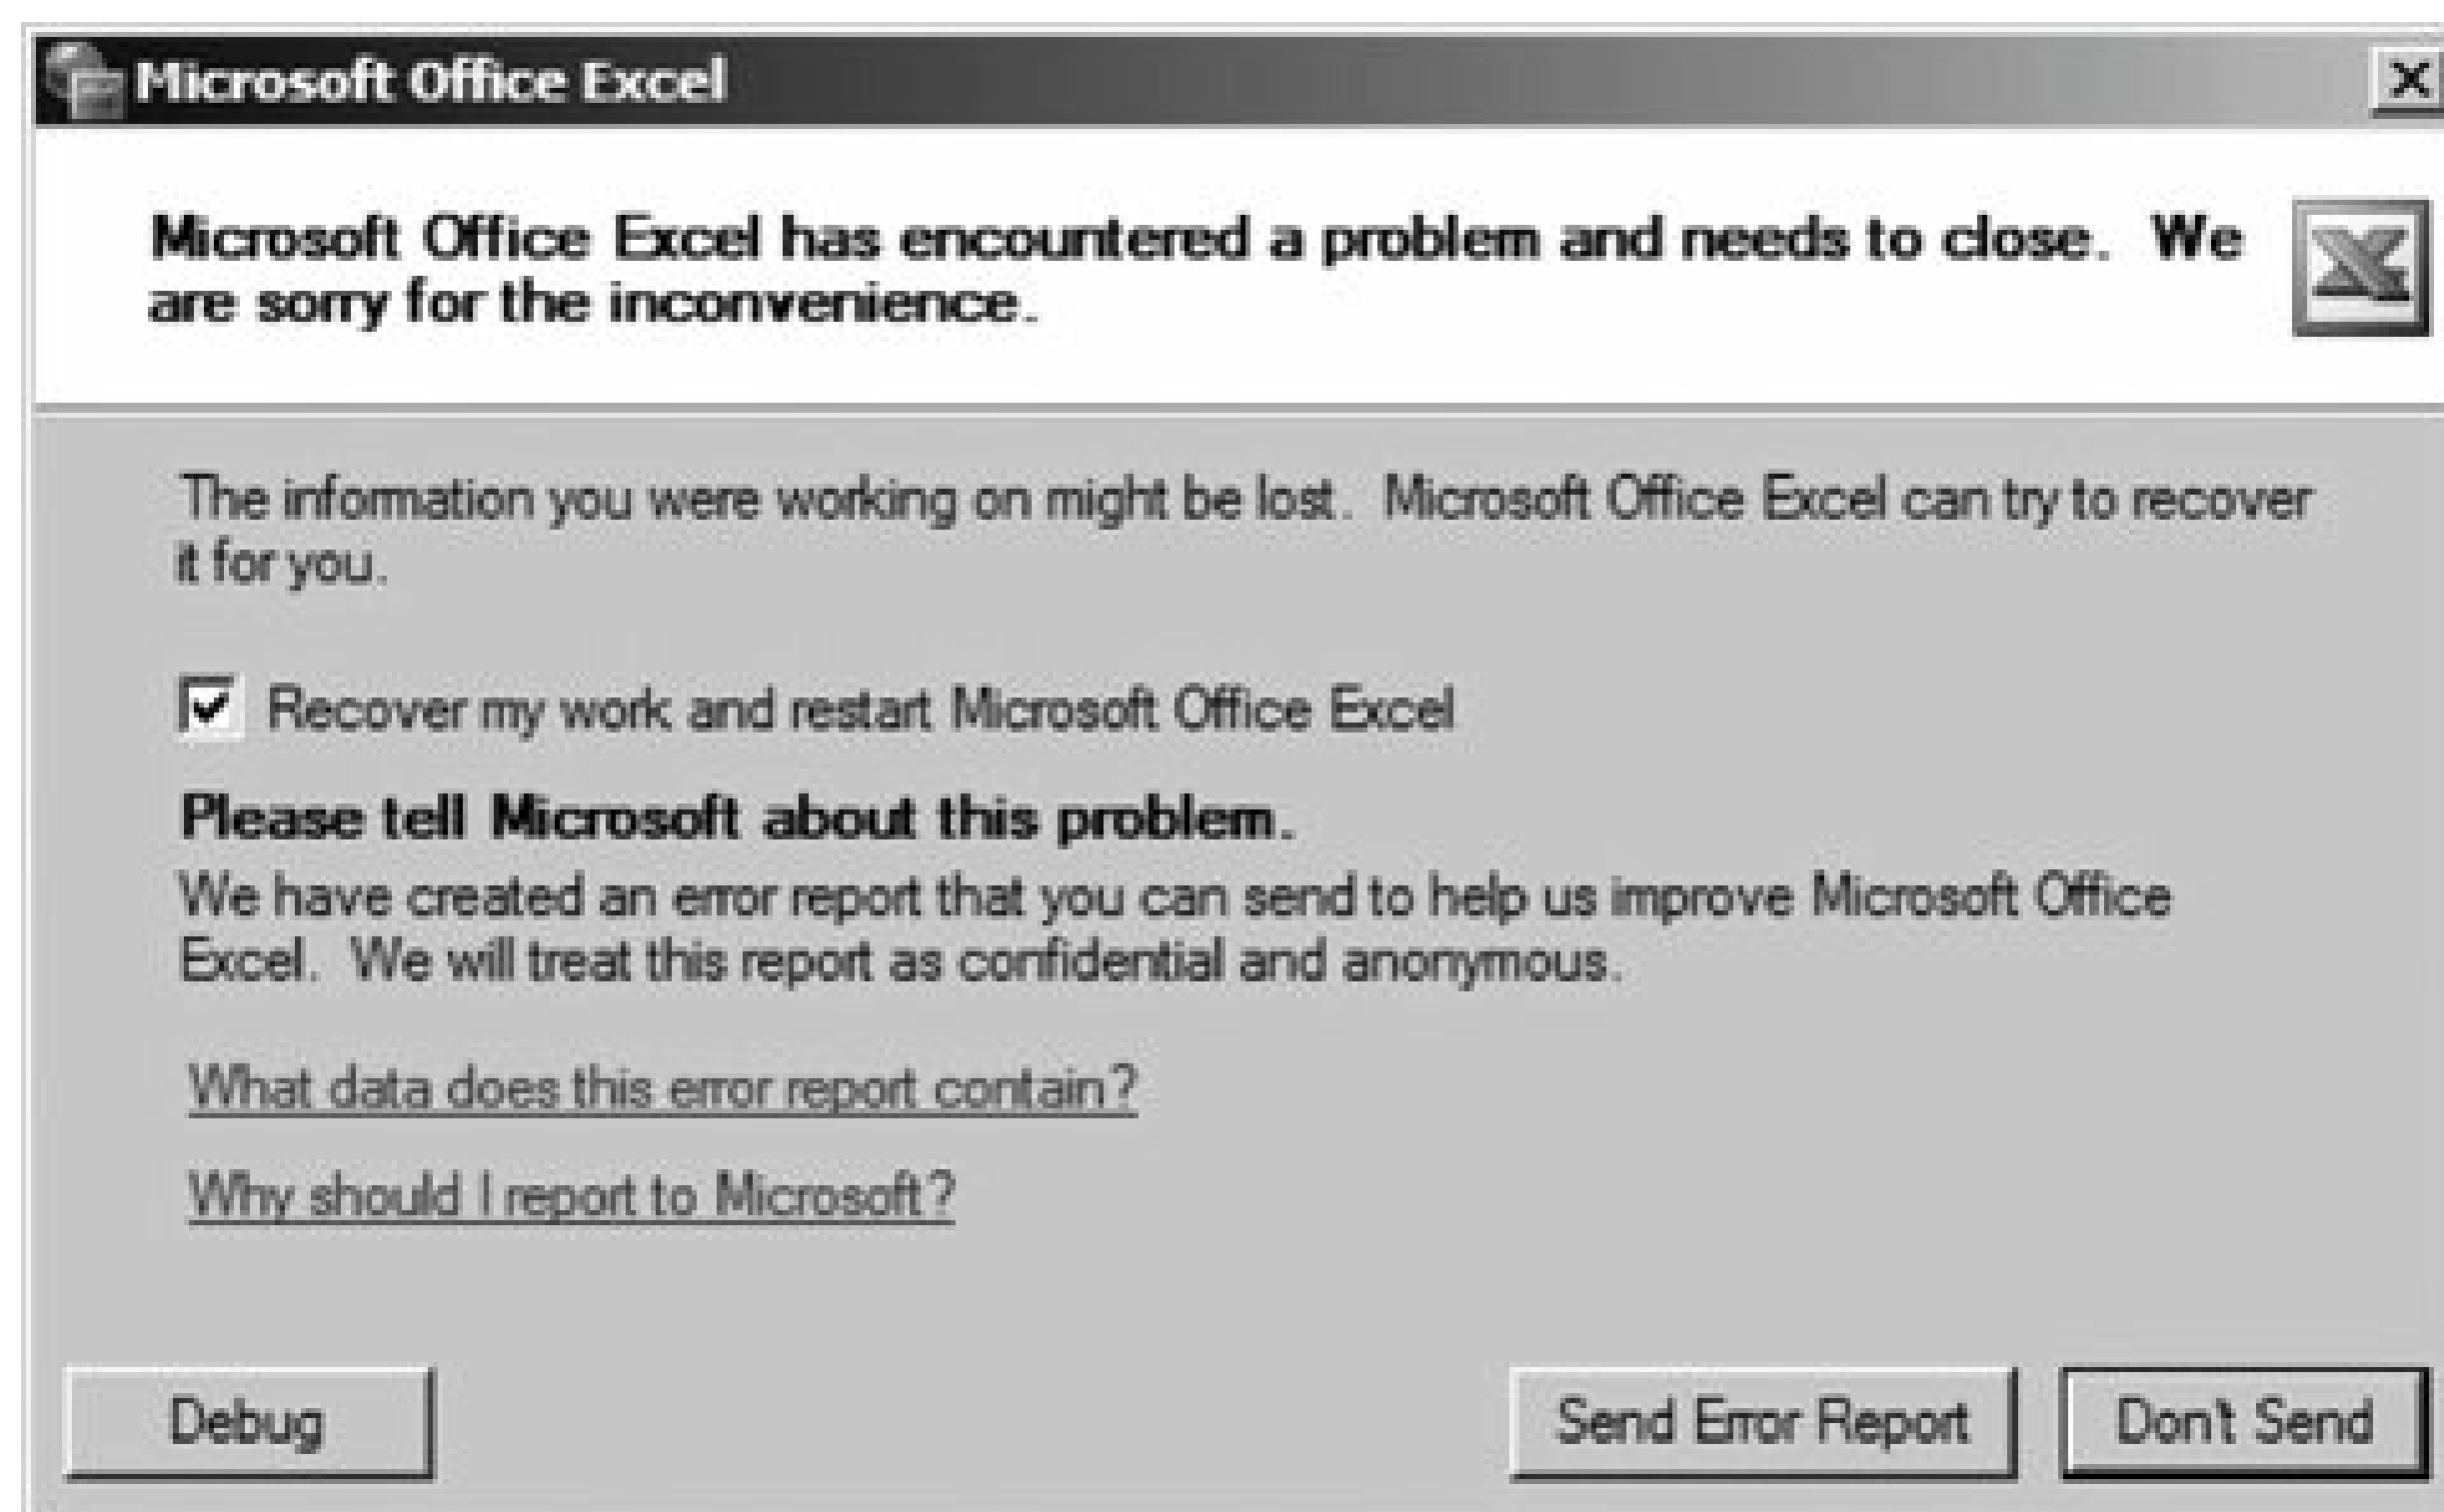 Microsoft Office Excel
Microsoft Office Excel has encountered a problem and needs to close. We
are sorry for the inconvenience.
The information you were working on might be lost. Microsoft Office Excel can try to recover
it for you.
Recover my work and restart Microsoft Office Excel
Please tell Microsoft about this problem.
We have created an error report that you can send to help us improve Microsoft Office
Excel. We will treat this report as confidential and anonymous.
What data does this error report contain?
Why should I report to Microsoft?
Debug
Send Error Report
Don't Send